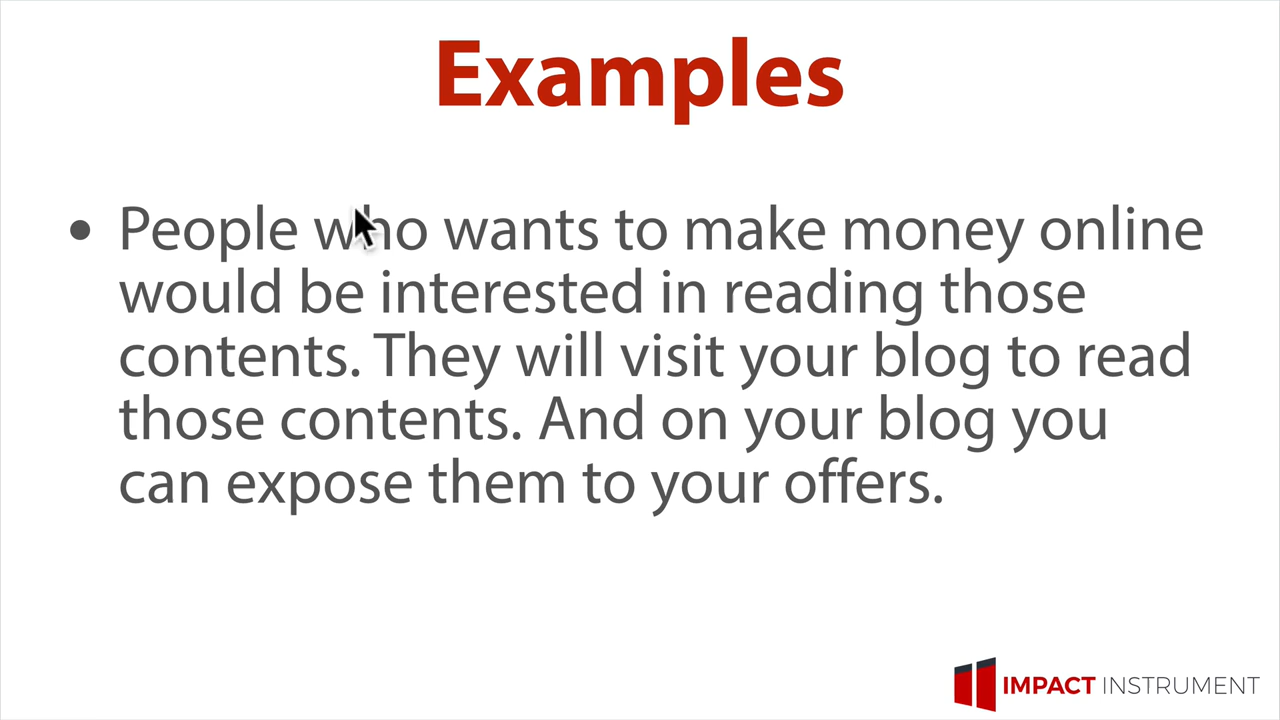 Examples
• People who wants to make money online
would be interested in reading those
contents. They will visit your blog to read
those contents. And on your blog you
can expose them to your offers.
IMPACT INSTRUMENT